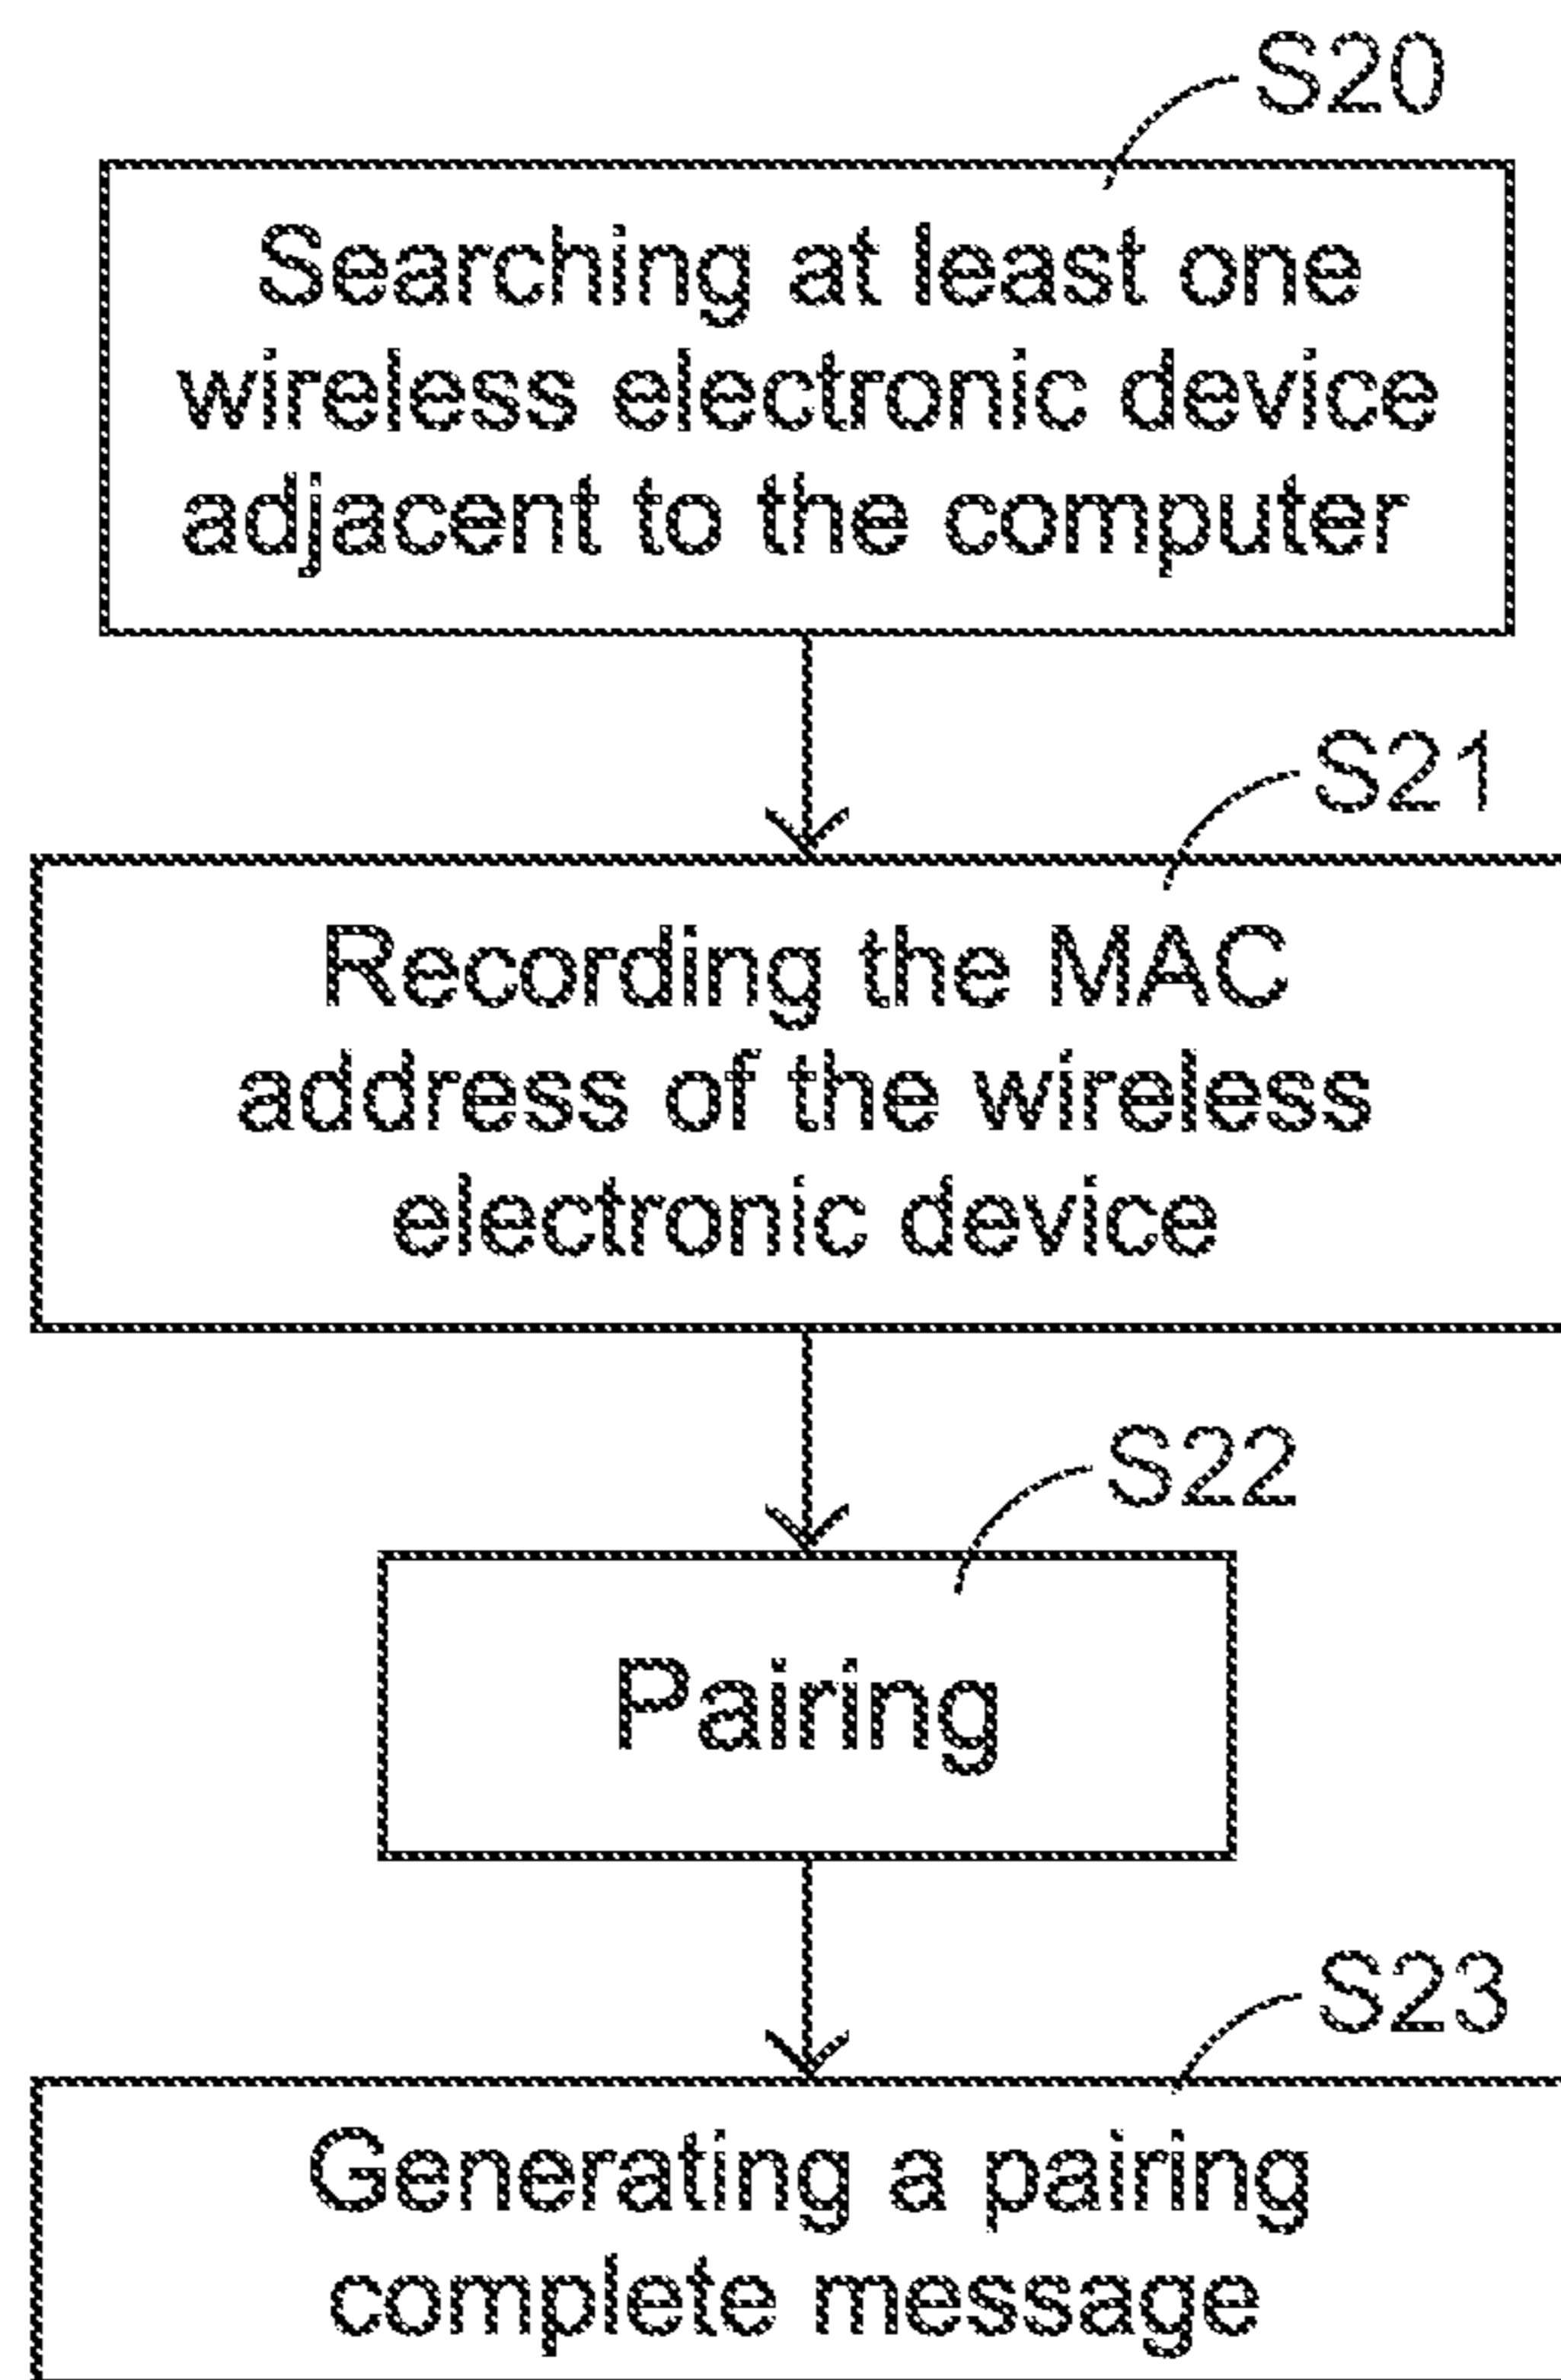 S20
Searching at least one
wireless electronic device
adjacent to the computer
S21
Recording the MAC
address of the wireless
electronic device
S22
Pairing
S23
Generating a pairing
complete message